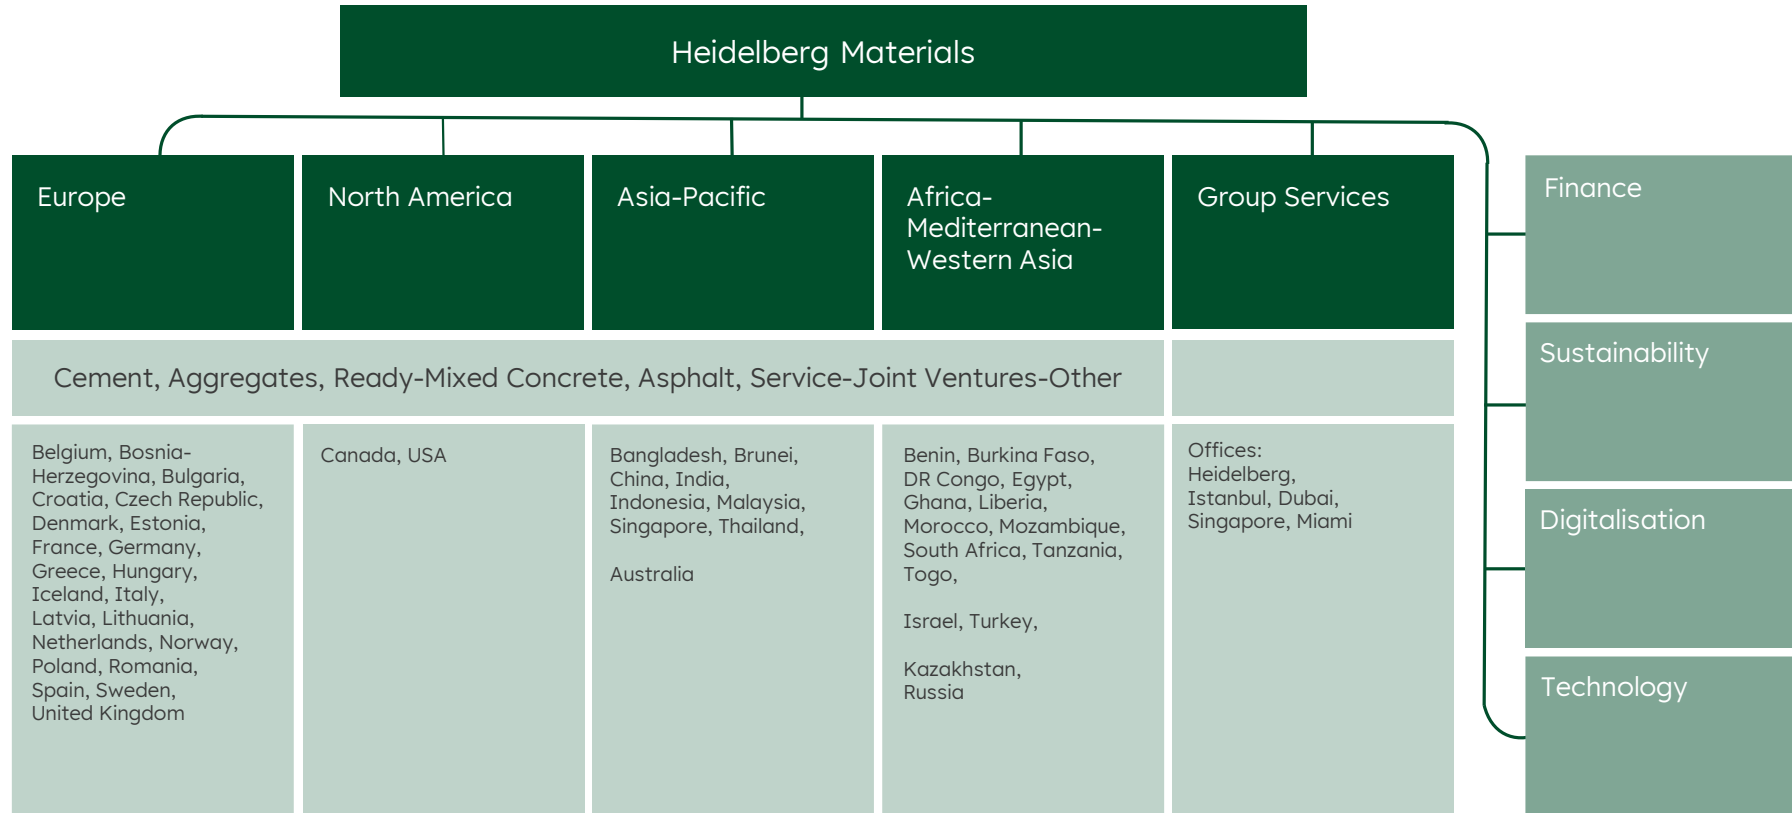 Heidelberg Materials
Europe
North America
Asia-Pacific
Africa-
Mediterranean-
Western Asia
Group Services
Cement, Aggregates, Ready-Mixed Concrete, Asphalt, Service-Joint Ventures-Other
Belgium, Bosnia-
Herzegovina, Bulgaria,
Croatia, Czech Republic,
Denmark, Estonia,
France, Germany,
Greece, Hungary,
Iceland, Italy,
Latvia, Lithuania,
Netherlands, Norway,
Poland, Romania,
Spain, Sweden,
United Kingdom
Canada, USA
Bangladesh, Brunei,
China, India,
Indonesia, Malaysia,
Singapore, Thailand,
Australia
Benin, Burkina Faso,
DR Congo, Egypt,
Ghana, Liberia,
Morocco, Mozambique,
South Africa, Tanzania,
Togo,
Israel, Turkey,
Kazakhstan,
Russia
Offices:
Heidelberg,
Istanbul, Dubai,
Singapore, Miami
Finance
Sustainability
Digitalisation
Technology